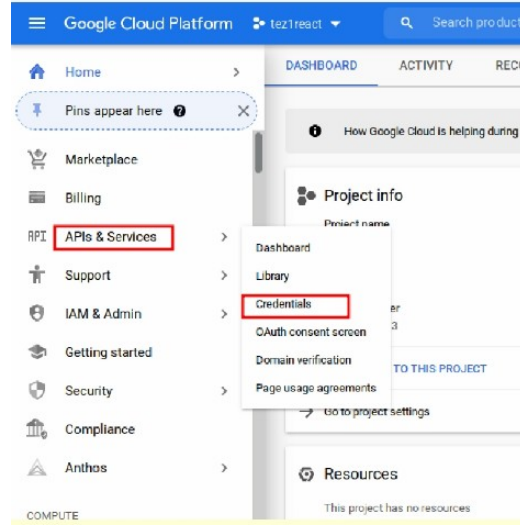 Google Cloud Platform
tez1react
Search product
Home
Pins appear here
Marketplace
Billing
API APIs & Services
Support
IAM & Admin
Getting started
Security
Compliance
Anthos
COMPUTE
DASHBOARD ACTIVITY RECO
How Google Cloud is helping during
Project info
Project name
Dashboard
Library
Credentials
OAuth consent screen
Domain verification
Page usage agreements
er
3
TO THIS PROJECT
Go to project settings
Resources
This project has no resources